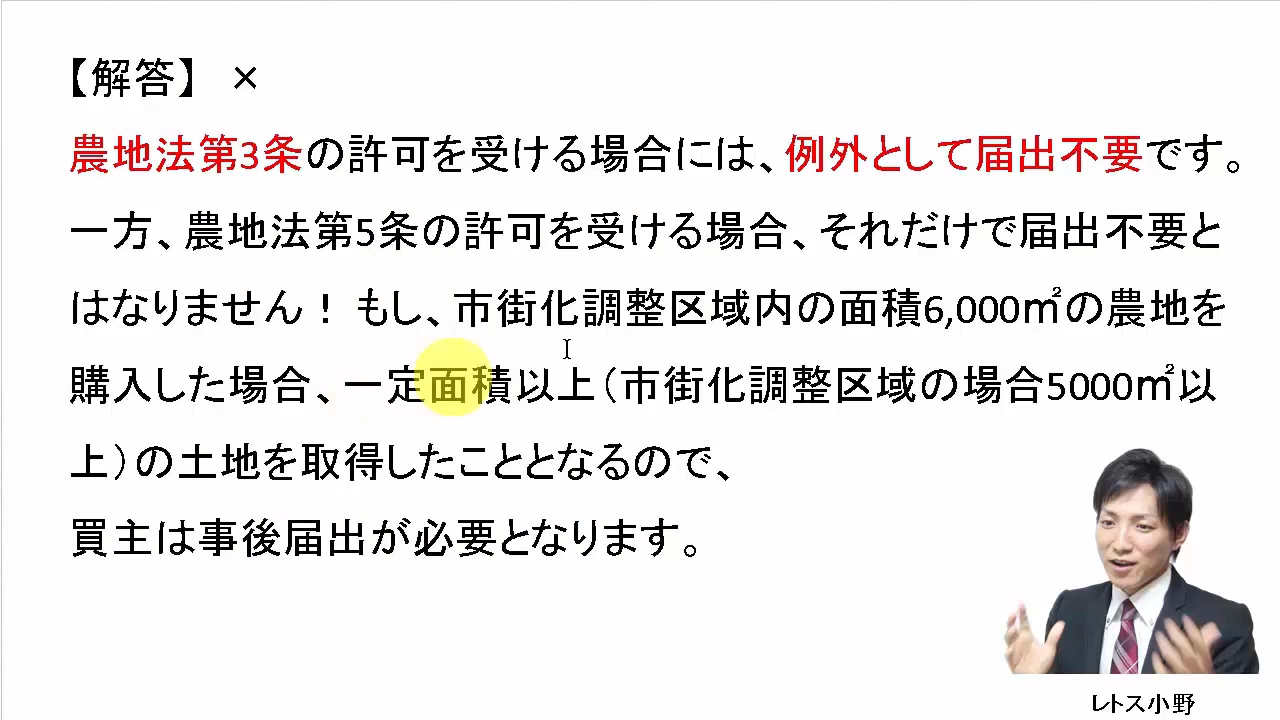 【解答】 ×
農地法第3条の許可を受ける場合には、例外として届出不要です。
一方、農地法第5条の許可を受ける場合、それだけで届出不要と
はなりません！ もし、市街化調整区域内の面積6,000㎡の農地を
購入した場合、一定面積以上（市街化調整区域の場合5000㎡以
上）の土地を取得したこととなるので、
買主は事後届出が必要となります。
レトス小野